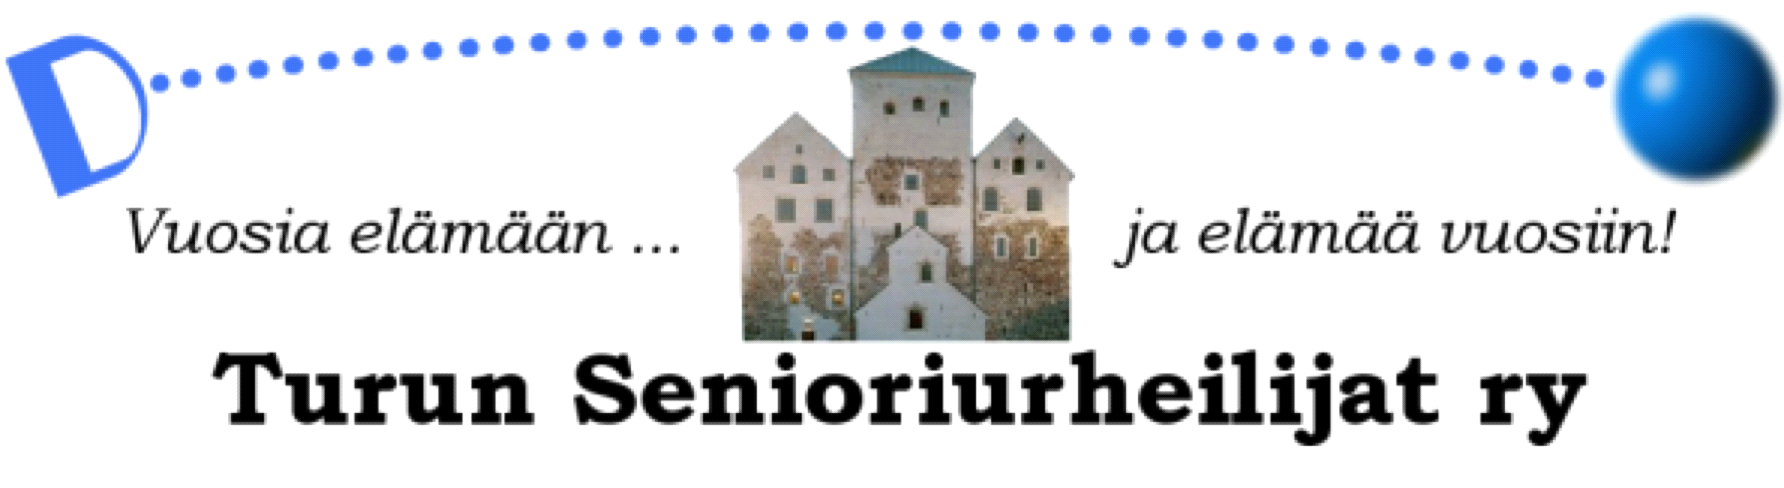 D
Vuosia elämään ... ja elämää vuosiin!
Turun Senioriurheilijat ry